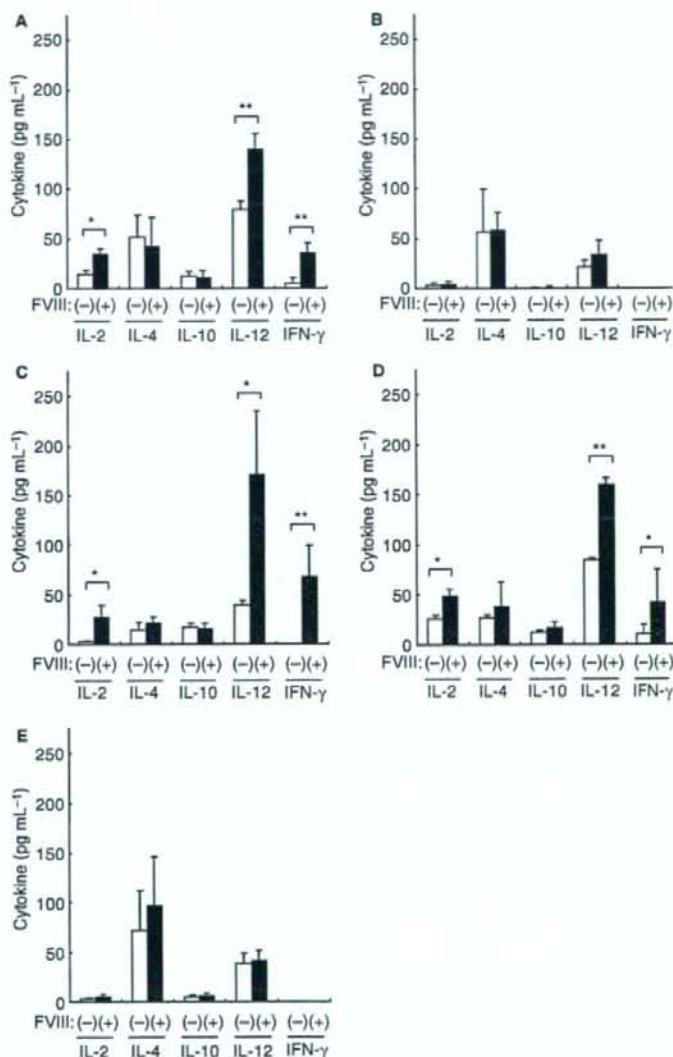 A
Cytokine (pg mL⁻¹)
250
200
150
100
50
0
*
**
**
FVIII: (−)(+) (−)(+) (−)(+) (−)(+) (−)(+)
IL-2 IL-4 IL-10 IL-12 IFN-γ
B
Cytokine (pg mL⁻¹)
250
200
150
100
50
0
FVIII: (−)(+) (−)(+) (−)(+) (−)(+) (−)(+)
IL-2 IL-4 IL-10 IL-12 IFN-γ
C
Cytokine (pg mL⁻¹)
250
200
150
100
50
0
*
*
**
FVIII: (−)(+) (−)(+) (−)(+) (−)(+) (−)(+)
IL-2 IL-4 IL-10 IL-12 IFN-γ
D
Cytokine (pg mL⁻¹)
250
200
150
100
50
0
*
**
*
FVIII: (−)(+) (−)(+) (−)(+) (−)(+) (−)(+)
IL-2 IL-4 IL-10 IL-12 IFN-γ
E
Cytokine (pg mL⁻¹)
250
200
150
100
50
0
FVIII: (−)(+) (−)(+) (−)(+) (−)(+) (−)(+)
IL-2 IL-4 IL-10 IL-12 IFN-γ